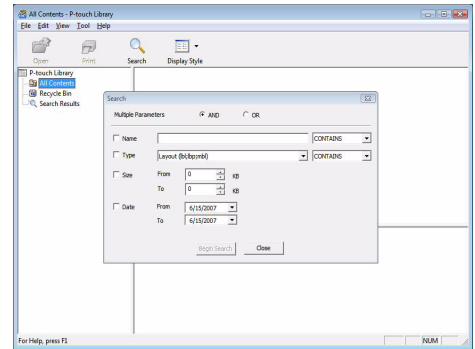 All Contents - P-touch Library
File Edit View Tool Help
Open Print Search Display Style
P-touch Library
All Contents
Recycle Bin
Search Results
Search
Multiple Parameters AND OR
Name CONTAINS
Type Layout (lbl;lbp;mbl) CONTAINS
Size From 0 KB
To 0 KB
Date From 6/15/2007
To 6/15/2007
Begin Search Close
For Help, press F1 NUM